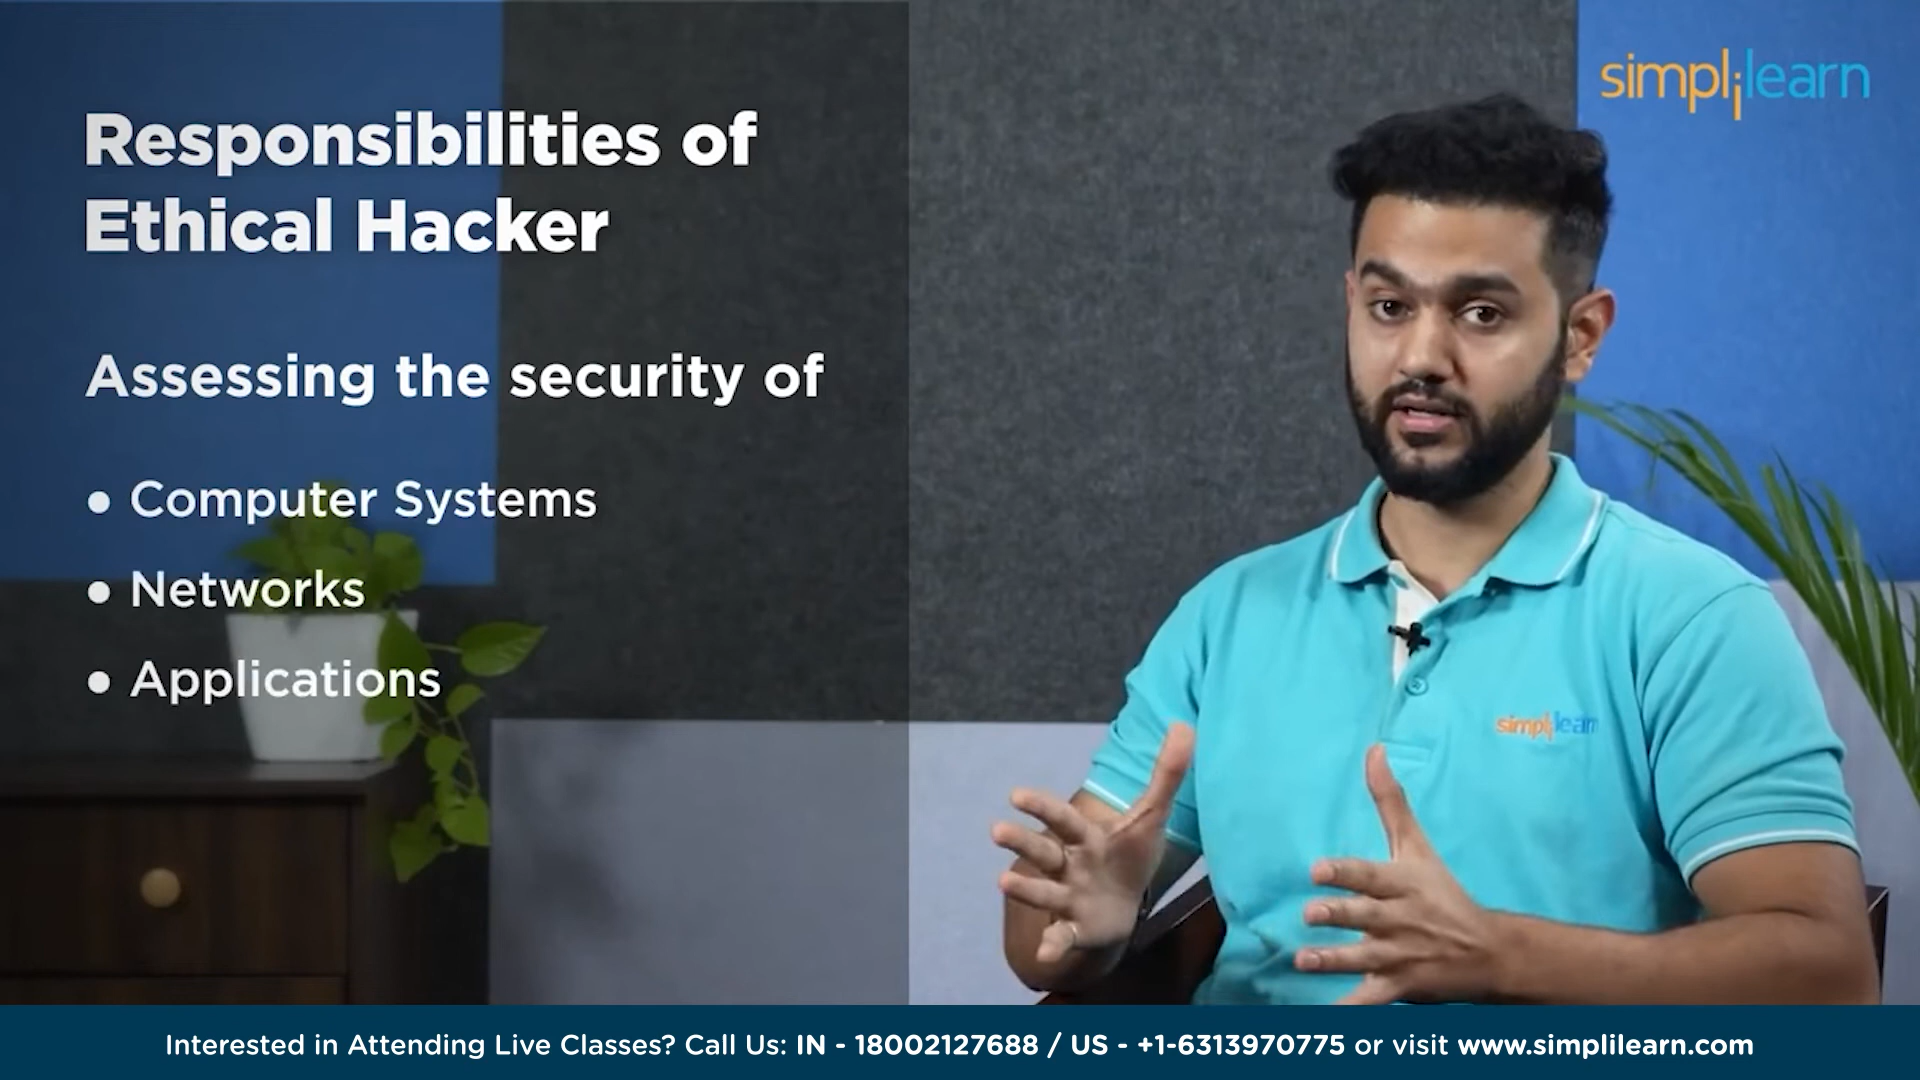 simplilearn
Responsibilities of
Ethical Hacker
Assessing the security of
● Computer Systems
● Networks
● Applications
simplilearn
Interested in Attending Live Classes? Call Us: IN - 18002127688 / US - +1-6313970775 or visit www.simplilearn.com